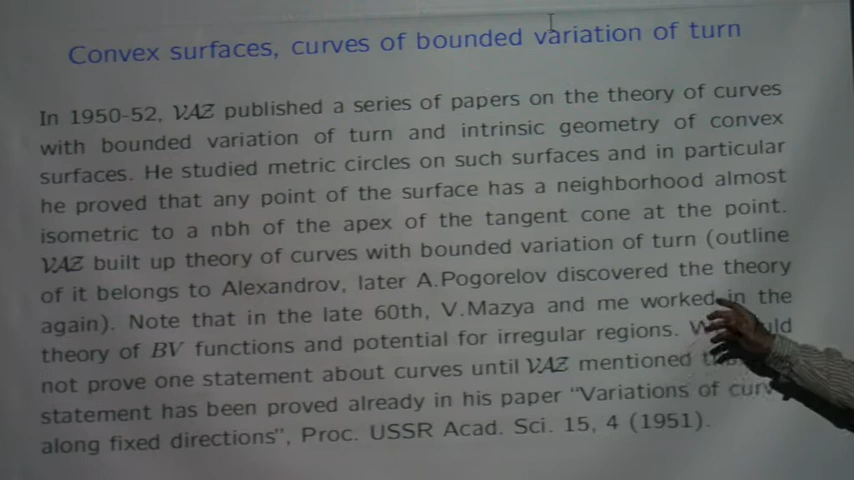 Convex surfaces, curves of bounded variation of turn
In 1950-52, VAZ published a series of papers on the theory of curves
with bounded variation of turn and intrinsic geometry of convex
surfaces. He studied metric circles on such surfaces and in particular
he proved that any point of the surface has a neighborhood almost
isometric to a nbh of the apex of the tangent cone at the point.
VAZ built up theory of curves with bounded variation of turn (outline
of it belongs to Alexandrov, later A.Pogorelov discovered the theory
again). Note that in the late 60th, V.Mazya and me worked in the
theory of BV functions and potential for irregular regions.
not prove one statement about curves until VAZ mentioned
statement has been proved already in his paper "Variations of
along fixed directions", Proc. USSR Acad. Sci. 15, 4 (1951).